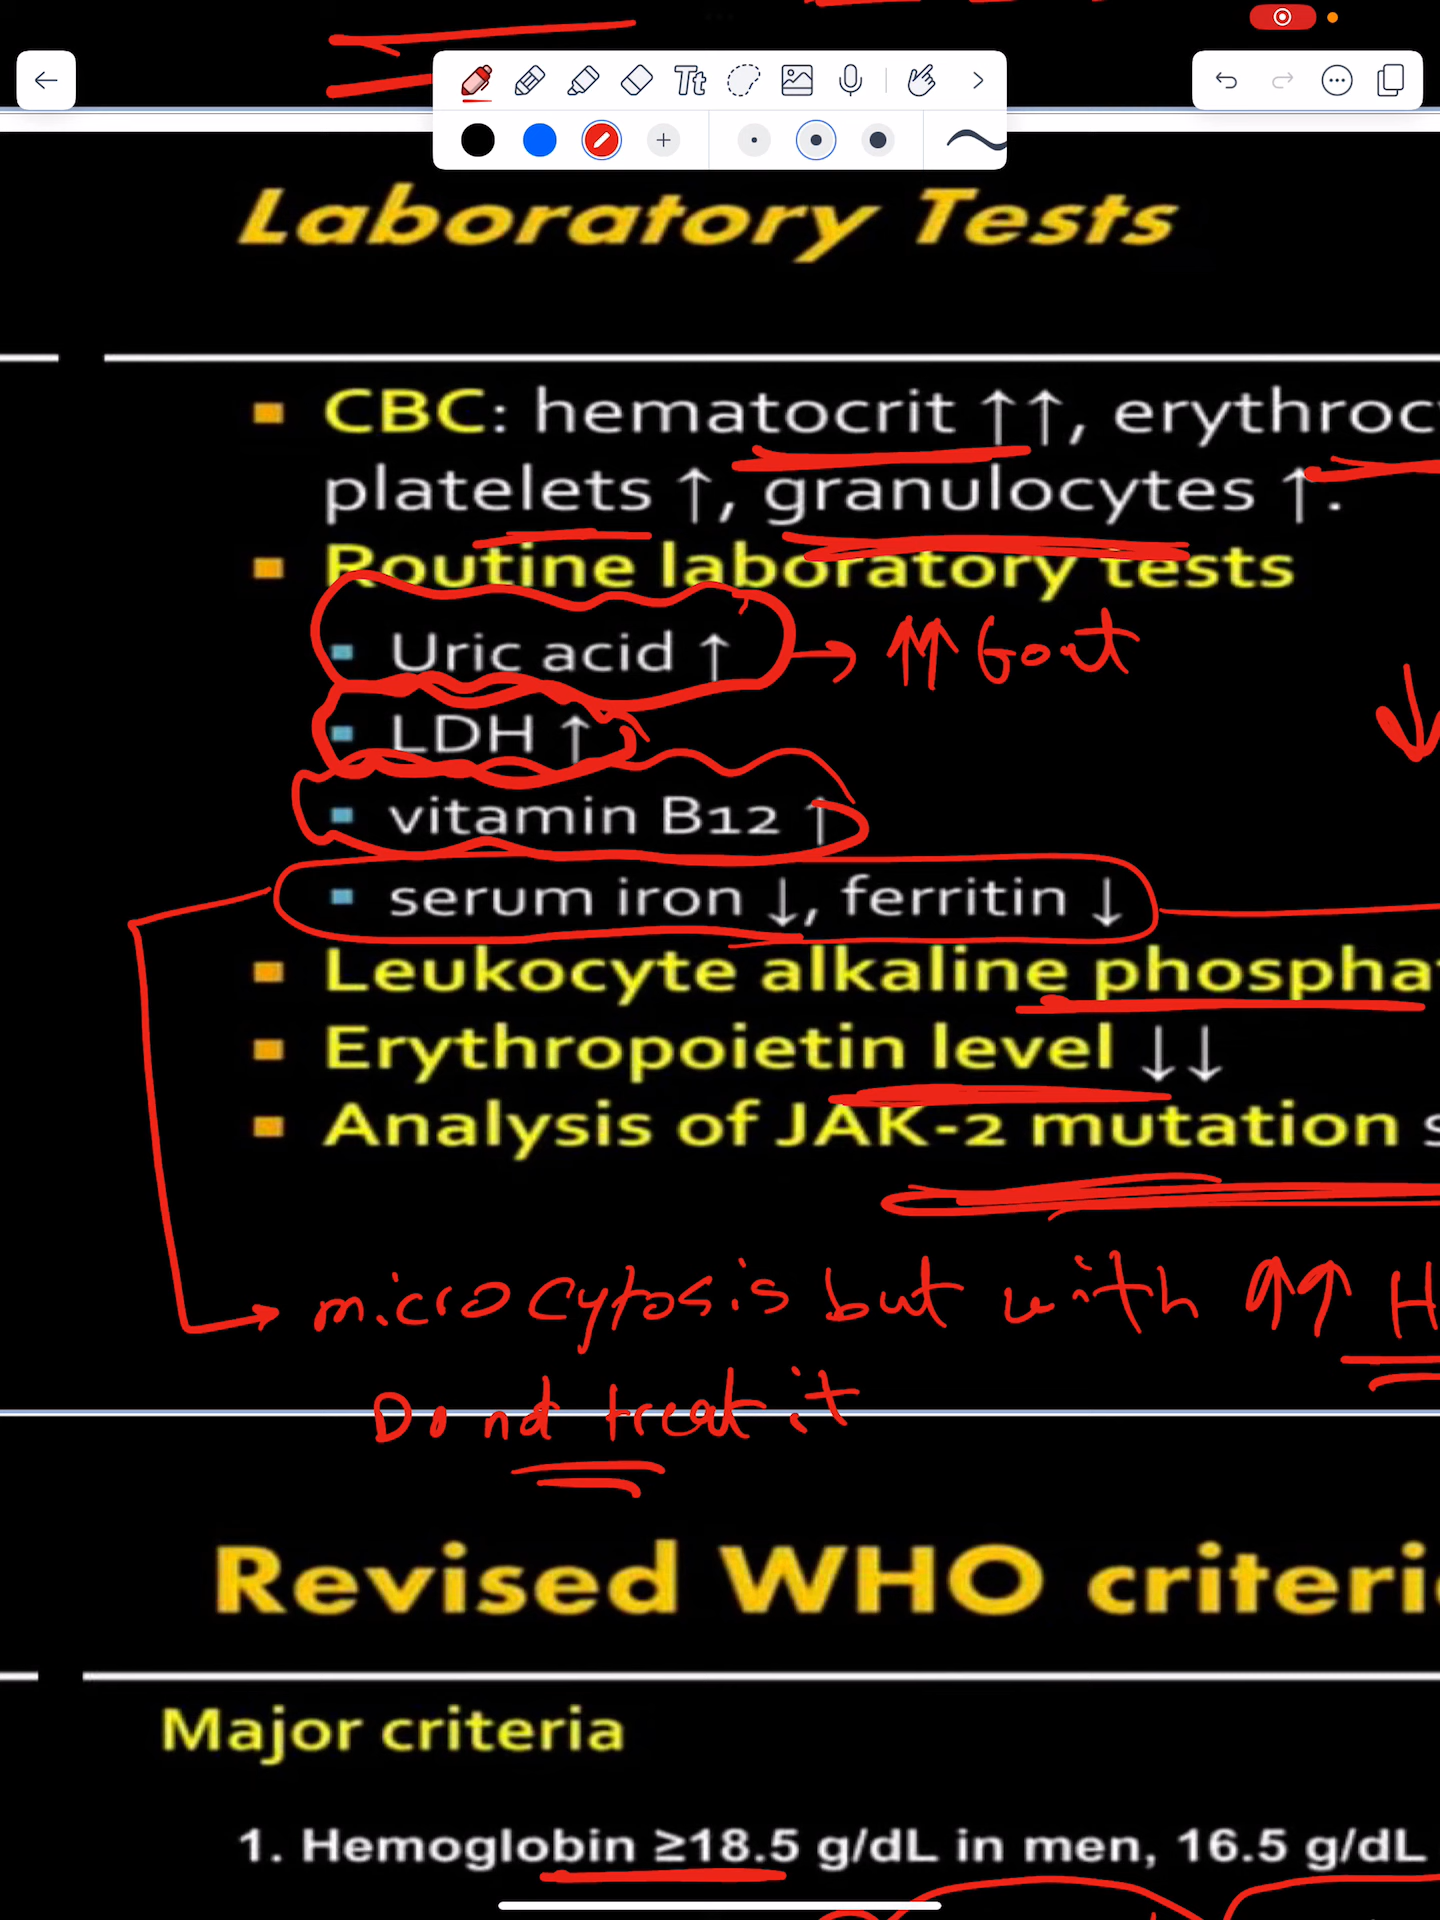 Tt
Laboratory Tests
CBC: hematocrit ↑↑, erythroc
platelets ↑, granulocytes ↑.
Routine laboratory tests
Uric acid ↑ → ↑↑ Gout
LDH ↑
vitamin B12 ↑
serum iron ↓, ferritin ↓
Leukocyte alkaline phospha
Erythropoietin level ↓↓
Analysis of JAK-2 mutation s
microcytosis but with ↑↑ H
Do not treat it
Revised WHO criteri
Major criteria
1. Hemoglobin ≥18.5 g/dL in men, 16.5 g/dL